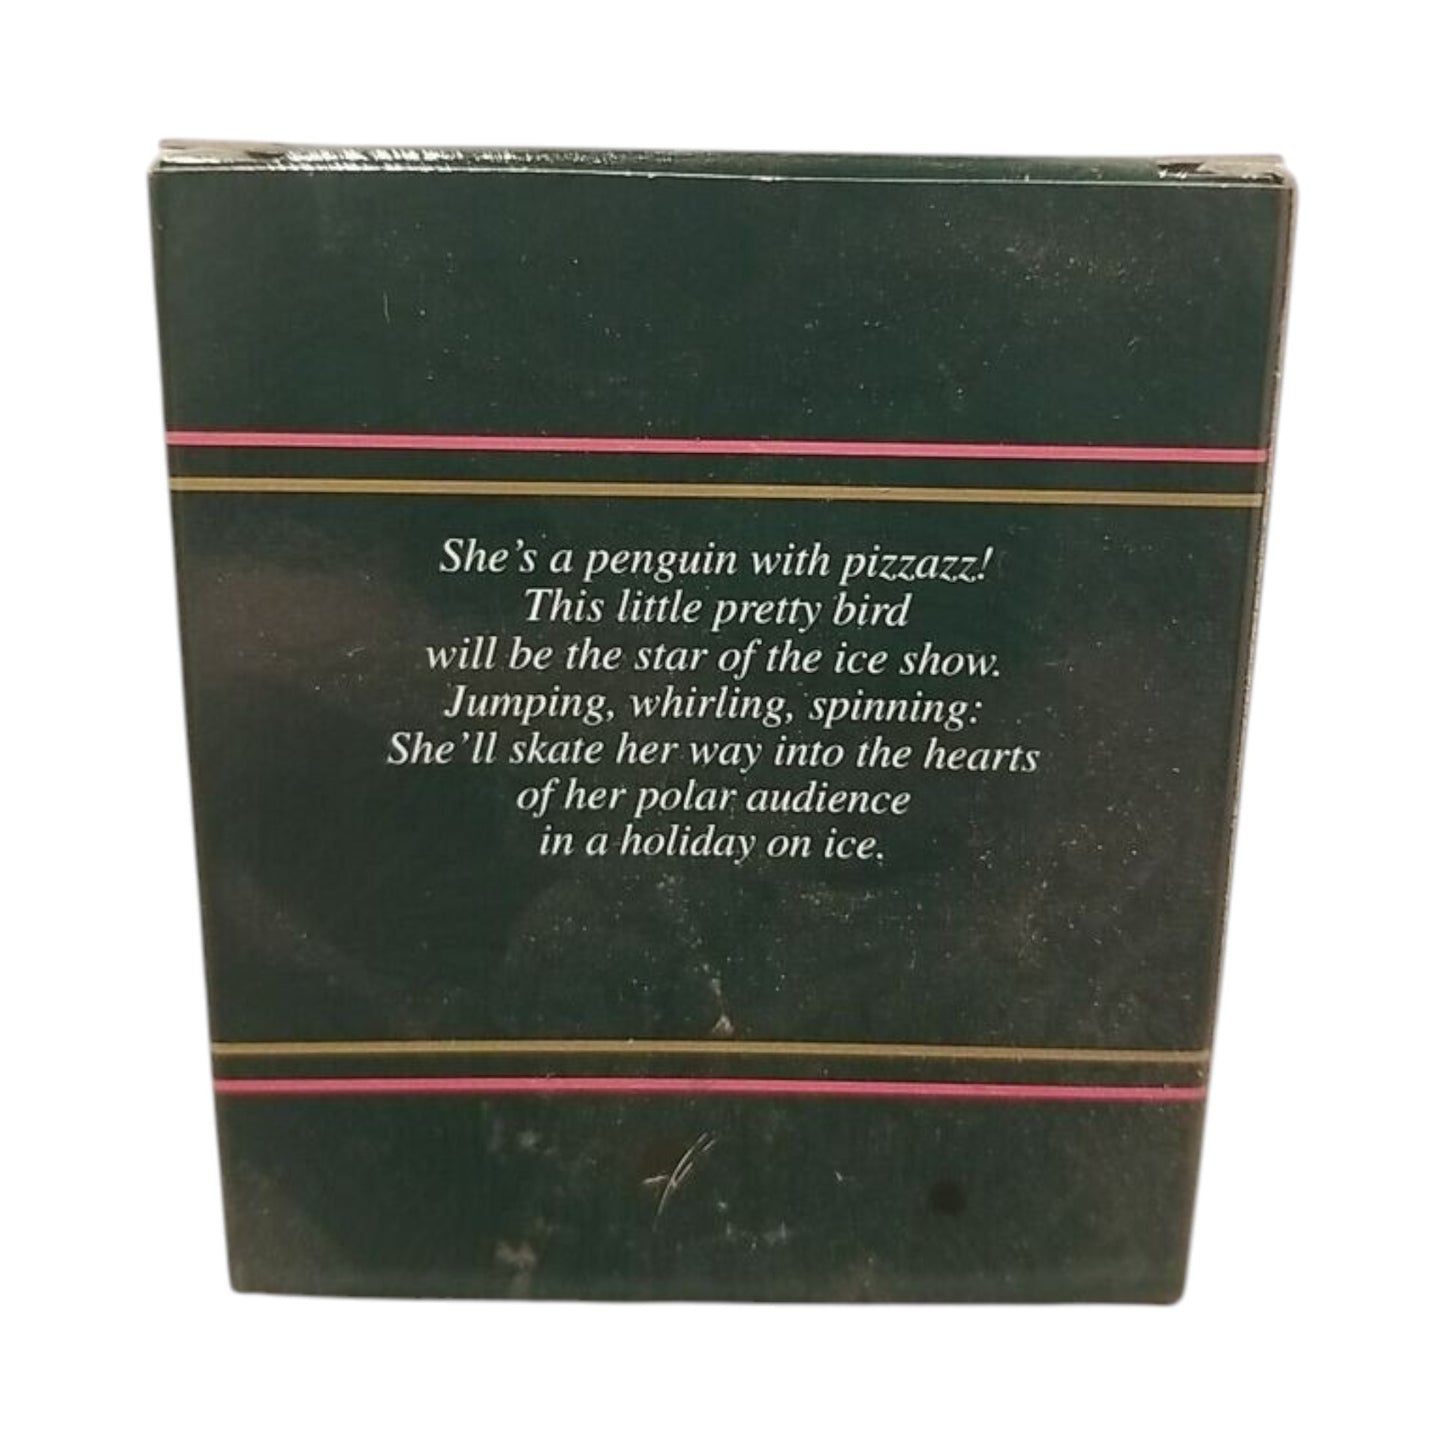 She's a penguin with pizzazz!
This little pretty bird
will be the star of the ice show.
Jumping, whirling, spinning:
She'll skate her way into the hearts
of her polar audience
in a holiday on ice.